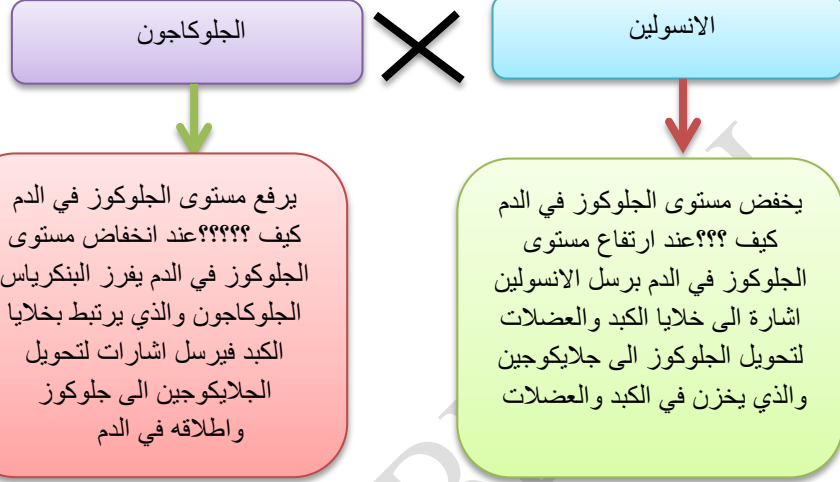 الانسولين
الجلوكاجون
يخفض مستوى الجلوكوز في الدم
كيف ؟؟؟عند ارتفاع مستوى
الجلوكوز في الدم برسل الانسولين
اشارة الى خلايا الكبد والعضلات
لتحويل الجلوكوز الى جلايكوجين
والذي يخزن في الكبد والعضلات
يرفع مستوى الجلوكوز في الدم
كيف ؟؟؟؟؟عند انخفاض مستوى
الجلوكوز في الدم يفرز البنكرياس
الجلوكاجون والذي يرتبط بخلايا
الكبد فيرسل اشارات لتحويل
الجلايكوجين الى جلوكوز
واطلاقه في الدم